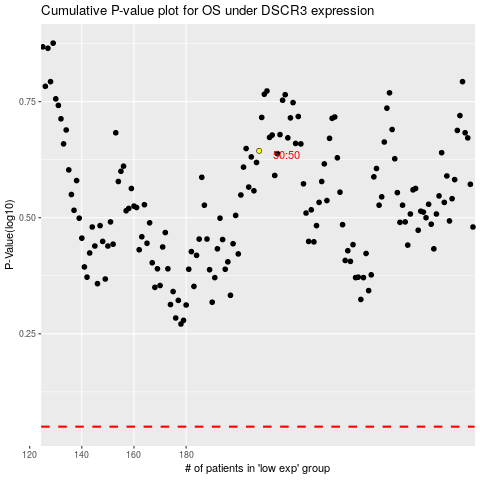 Cumulative P-value plot for OS under DSCR3 expression
P-Value(log10)
0.75
0.50
0.25
50:50
120 140 160 180
# of patients in 'low exp' group